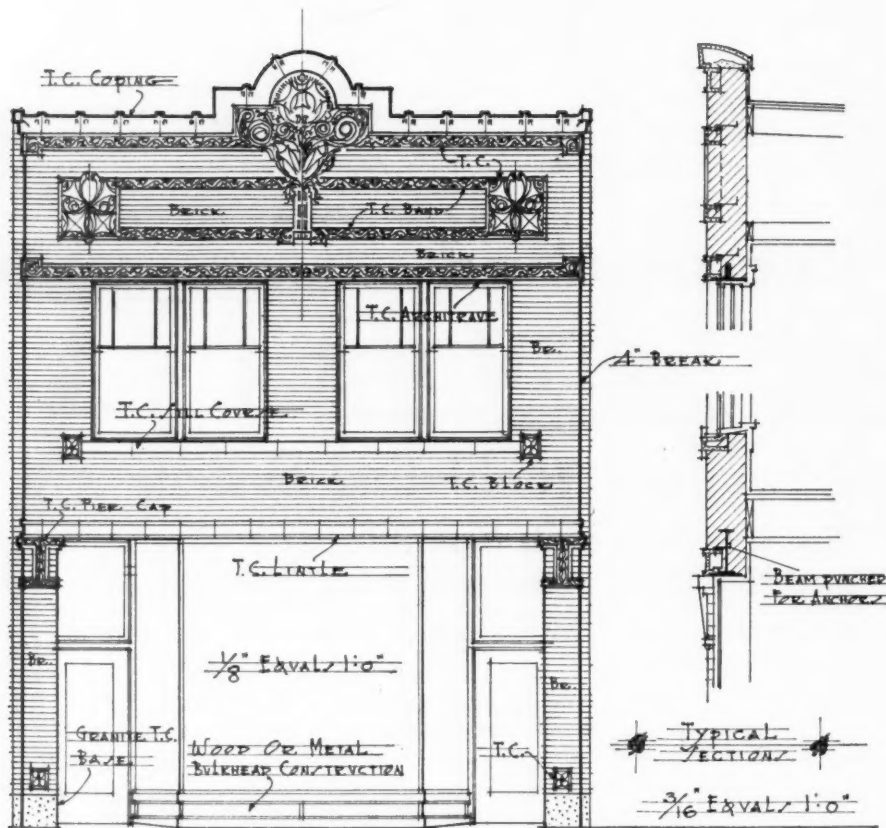 T.C. COPING
T.C.
BRICK
T.C. BAND
BRICK
T.C. ARCHITRAVE
BR.
4" BREAK
T.C. SILL COURSE
BRICK
T.C. BLOCK
T.C. PIER CAP
T.C. LINTLE
BEAM PUNCHED
FOR ANCHORS
1/8" EQUALS 1'-0"
BR.
BR.
GRANITE T.C.
BASE
WOOD OR METAL
BULKHEAD CONSTRUCTION
T.C.
TYPICAL
SECTIONS
3/16" EQUALS 1'-0"